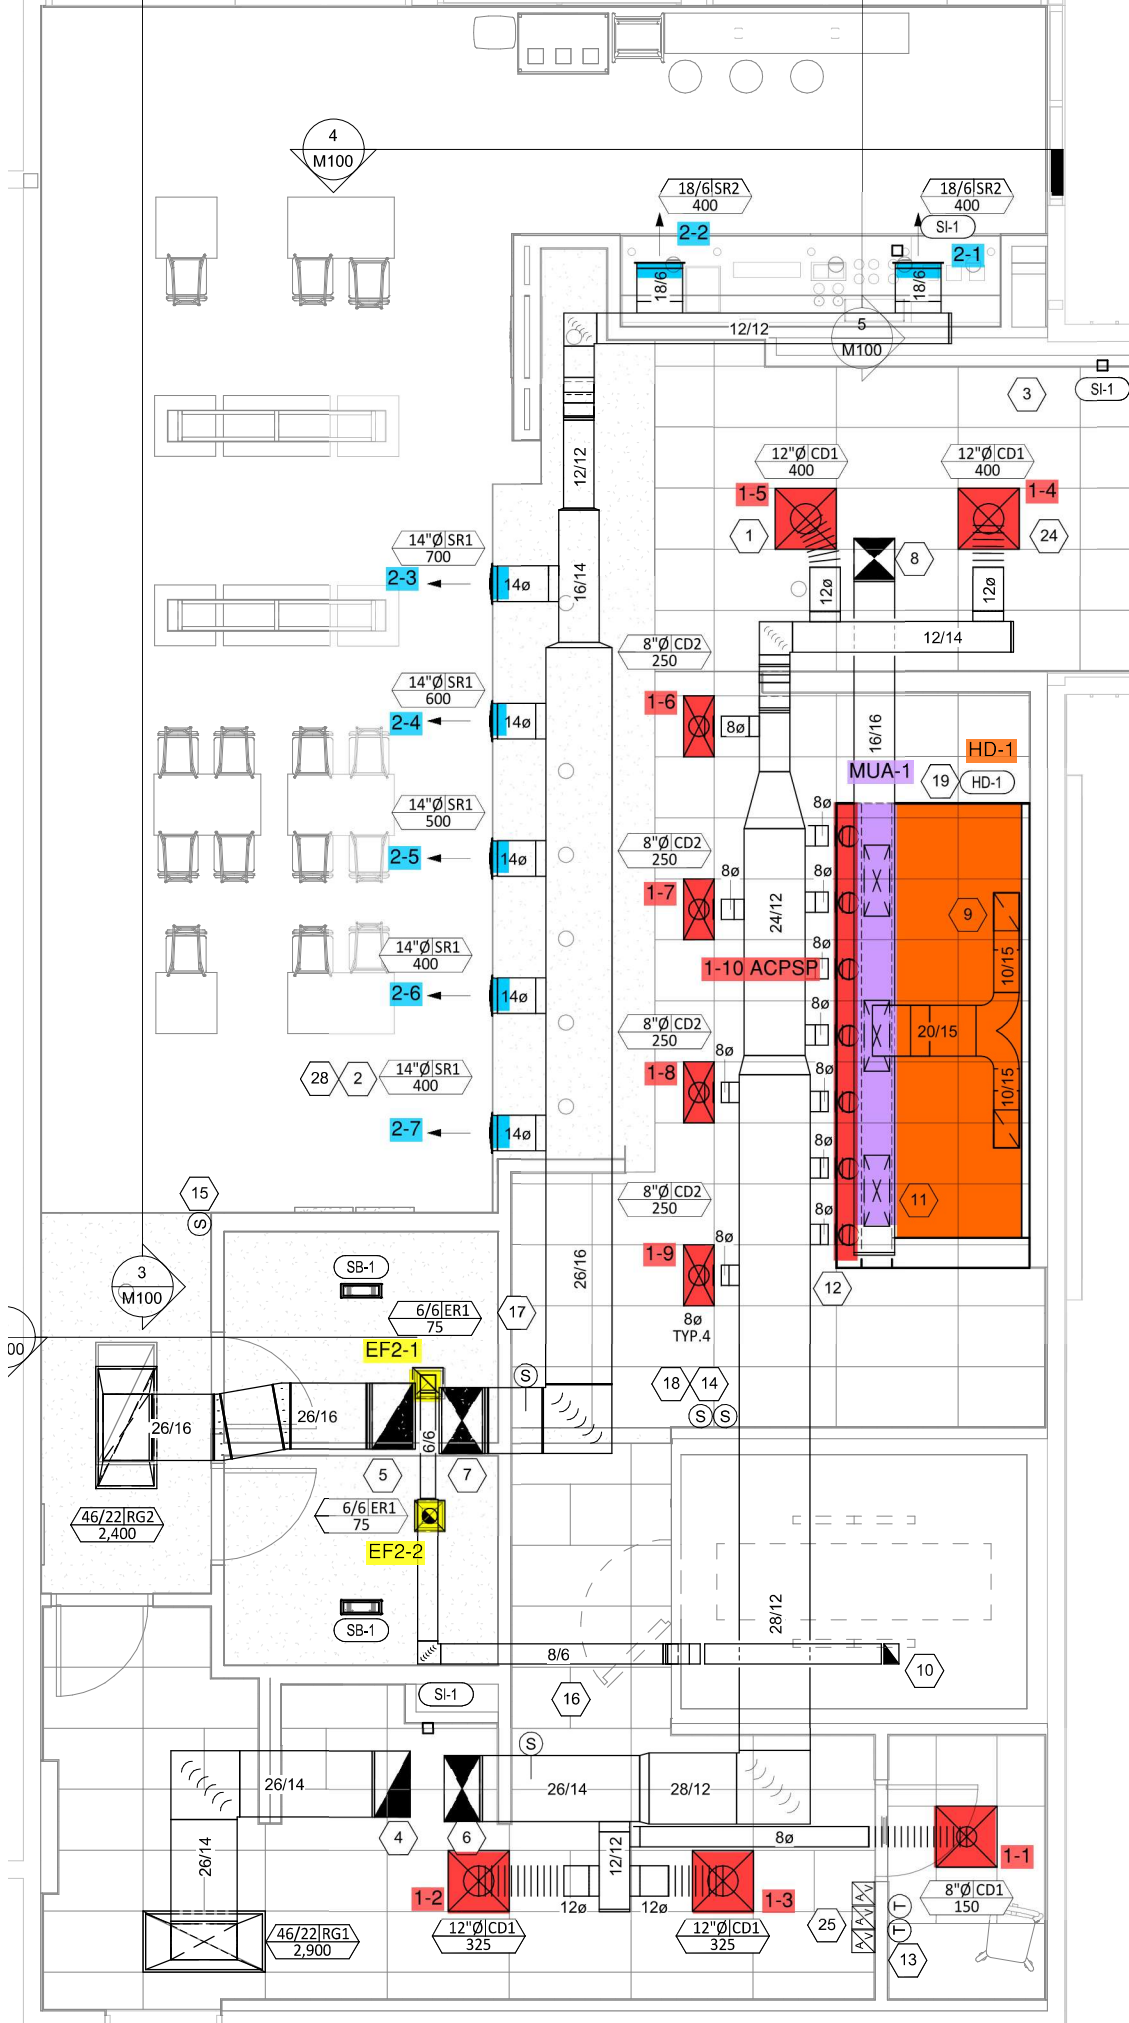 4
M100
18/6 SR2
400
18/6 SR2
400
SI-1
2-2
2-1
18/6
18/6
12/12
5
M100
3
SI-1
12"Ø CD1
400
12"Ø CD1
400
1-5
1-4
12/12
1
8
24
14"Ø SR1
700
2-3
14ø
16/14
12ø
12ø
12/14
8"Ø CD2
250
14"Ø SR1
600
2-4
14ø
1-6
8ø
16/16
HD-1
MUA-1
19
HD-1
14"Ø SR1
500
2-5
14ø
8ø
8"Ø CD2
250
8ø
8ø
1-7
24/12
9
14"Ø SR1
400
2-6
14ø
8ø
1-10 ACPSP
10/15
8ø
8"Ø CD2
250
20/15
28
2
14"Ø SR1
400
8ø
1-8
8ø
10/15
2-7
14ø
8ø
15
S
8"Ø CD2
250
11
8ø
8ø
1-9
26/16
3
M100
SB-1
12
6/6 ER1
75
17
8ø
TYP.4
00
EF2-1
S
18
14
S
S
26/16
26/16
6/6
5
7
46/22 RG2
2,400
6/6 ER1
75
EF2-2
SB-1
28/12
8/6
10
SI-1
16
S
26/14
26/14
28/12
4
6
8ø
26/14
12/12
1-1
1-2
1-3
12ø
12ø
8"Ø CD1
150
46/22 RG1
2,900
12"Ø CD1
325
12"Ø CD1
325
25
A V
A V
A V
T
T
13